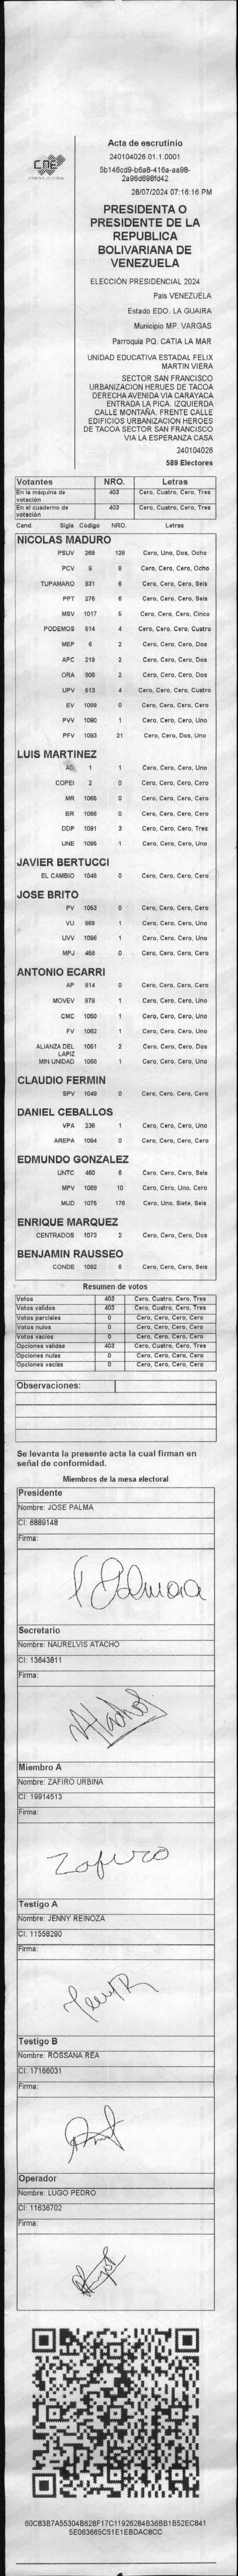 CNE
Acta de escrutinio
240104026.01.1.0001
5b146cd9-b6a8-416a-aa98-
2a96d698fd42
28/07/2024 07:16:16 PM
PRESIDENTA O
PRESIDENTE DE LA
REPUBLICA
BOLIVARIANA DE
VENEZUELA
ELECCIÓN PRESIDENCIAL 2024
Pais VENEZUELA
Estado EDO. LA GUAIRA
Municipio MP. VARGAS
Parroquia PQ. CATIA LA MAR
UNIDAD EDUCATIVA ESTADAL FELIX
MARTIN VIERA
SECTOR SAN FRANCISCO
URBANIZACION HERUES DE TACOA
DERECHA AVENIDA VIA CARAYACA
ENTRADA LA PICA. IZQUIERDA
CALLE MONTAÑA. FRENTE CALLE
EDIFICIOS URBANIZACION HEROES
DE TACOA SECTOR SAN FRANCISCO
VIA LA ESPERANZA CASA
240104026
589 Electores
Votantes NRO. Letras
En la máquina de votación 403 Cero, Cuatro, Cero, Tres
En el cuaderno de votación 403 Cero, Cuatro, Cero, Tres
Cand. Sigla Código NRO. Letras
NICOLAS MADURO
PSUV 269 128 Cero, Uno, Dos, Ocho
PCV 9 8 Cero, Cero, Cero, Ocho
TUPAMARO 931 6 Cero, Cero, Cero, Seis
PPT 276 6 Cero, Cero, Cero, Seis
MSV 1017 5 Cero, Cero, Cero, Cinco
PODEMOS 514 4 Cero, Cero, Cero, Cuatro
MEP 6 2 Cero, Cero, Cero, Dos
APC 219 2 Cero, Cero, Cero, Dos
ORA 906 2 Cero, Cero, Cero, Dos
UPV 513 4 Cero, Cero, Cero, Cuatro
EV 1089 0 Cero, Cero, Cero, Cero
PVV 1090 1 Cero, Cero, Cero, Uno
PFV 1093 21 Cero, Cero, Dos, Uno
LUIS MARTINEZ
AD 1 1 Cero, Cero, Cero, Uno
COPEI 2 0 Cero, Cero, Cero, Cero
MR 1065 0 Cero, Cero, Cero, Cero
BR 1066 0 Cero, Cero, Cero, Cero
DDP 1091 3 Cero, Cero, Cero, Tres
UNE 1095 1 Cero, Cero, Cero, Uno
JAVIER BERTUCCI
EL CAMBIO 1046 0 Cero, Cero, Cero, Cero
JOSE BRITO
PV 1053 0 Cero, Cero, Cero, Cero
VU 868 1 Cero, Cero, Cero, Uno
UVV 1096 1 Cero, Cero, Cero, Uno
MPJ 458 0 Cero, Cero, Cero, Cero
ANTONIO ECARRI
AP 814 0 Cero, Cero, Cero, Cero
MOVEV 978 1 Cero, Cero, Cero, Uno
CMC 1050 1 Cero, Cero, Cero, Uno
FV 1062 1 Cero, Cero, Cero, Uno
ALIANZA DEL LAPIZ 1051 2 Cero, Cero, Cero, Dos
MIN UNIDAD 1068 1 Cero, Cero, Cero, Uno
CLAUDIO FERMIN
SPV 1049 0 Cero, Cero, Cero, Cero
DANIEL CEBALLOS
VPA 236 1 Cero, Cero, Cero, Uno
AREPA 1094 0 Cero, Cero, Cero, Cero
EDMUNDO GONZALEZ
UNTC 460 6 Cero, Cero, Cero, Seis
MPV 1069 10 Cero, Cero, Uno, Cero
MUD 1075 176 Cero, Uno, Siete, Seis
ENRIQUE MARQUEZ
CENTRADOS 1073 2 Cero, Cero, Cero, Dos
BENJAMIN RAUSSEO
CONDE 1092 6 Cero, Cero, Cero, Seis
Resumen de votos
Votos 403 Cero, Cuatro, Cero, Tres
Votos validos 403 Cero, Cuatro, Cero, Tres
Votos parciales 0 Cero, Cero, Cero, Cero
Votos nulos 0 Cero, Cero, Cero, Cero
Votos vacios 0 Cero, Cero, Cero, Cero
Opciones validas 403 Cero, Cuatro, Cero, Tres
Opciones nulas 0 Cero, Cero, Cero, Cero
Opciones vacias 0 Cero, Cero, Cero, Cero
Observaciones:
Se levanta la presente acta la cual firman en
señal de conformidad.
Miembros de la mesa electoral
Presidente
Nombre: JOSE PALMA
CI: 6889148
Firma:
Secretario
Nombre: NAURELVIS ATACHO
CI: 13643811
Firma:
Miembro A
Nombre: ZAFIRO URBINA
CI: 19914513
Firma:
Zafiro
Testigo A
Nombre: JENNY REINOZA
CI: 11558290
Firma:
Testigo B
Nombre: ROSSANA REA
CI: 17166031
Firma:
Operador
Nombre: LUGO PEDRO
CI: 11636702
Firma:
60C83B7A55304B628F17C11926284B36BB1B52EC841
5E063665C51E1EBDAC8CC